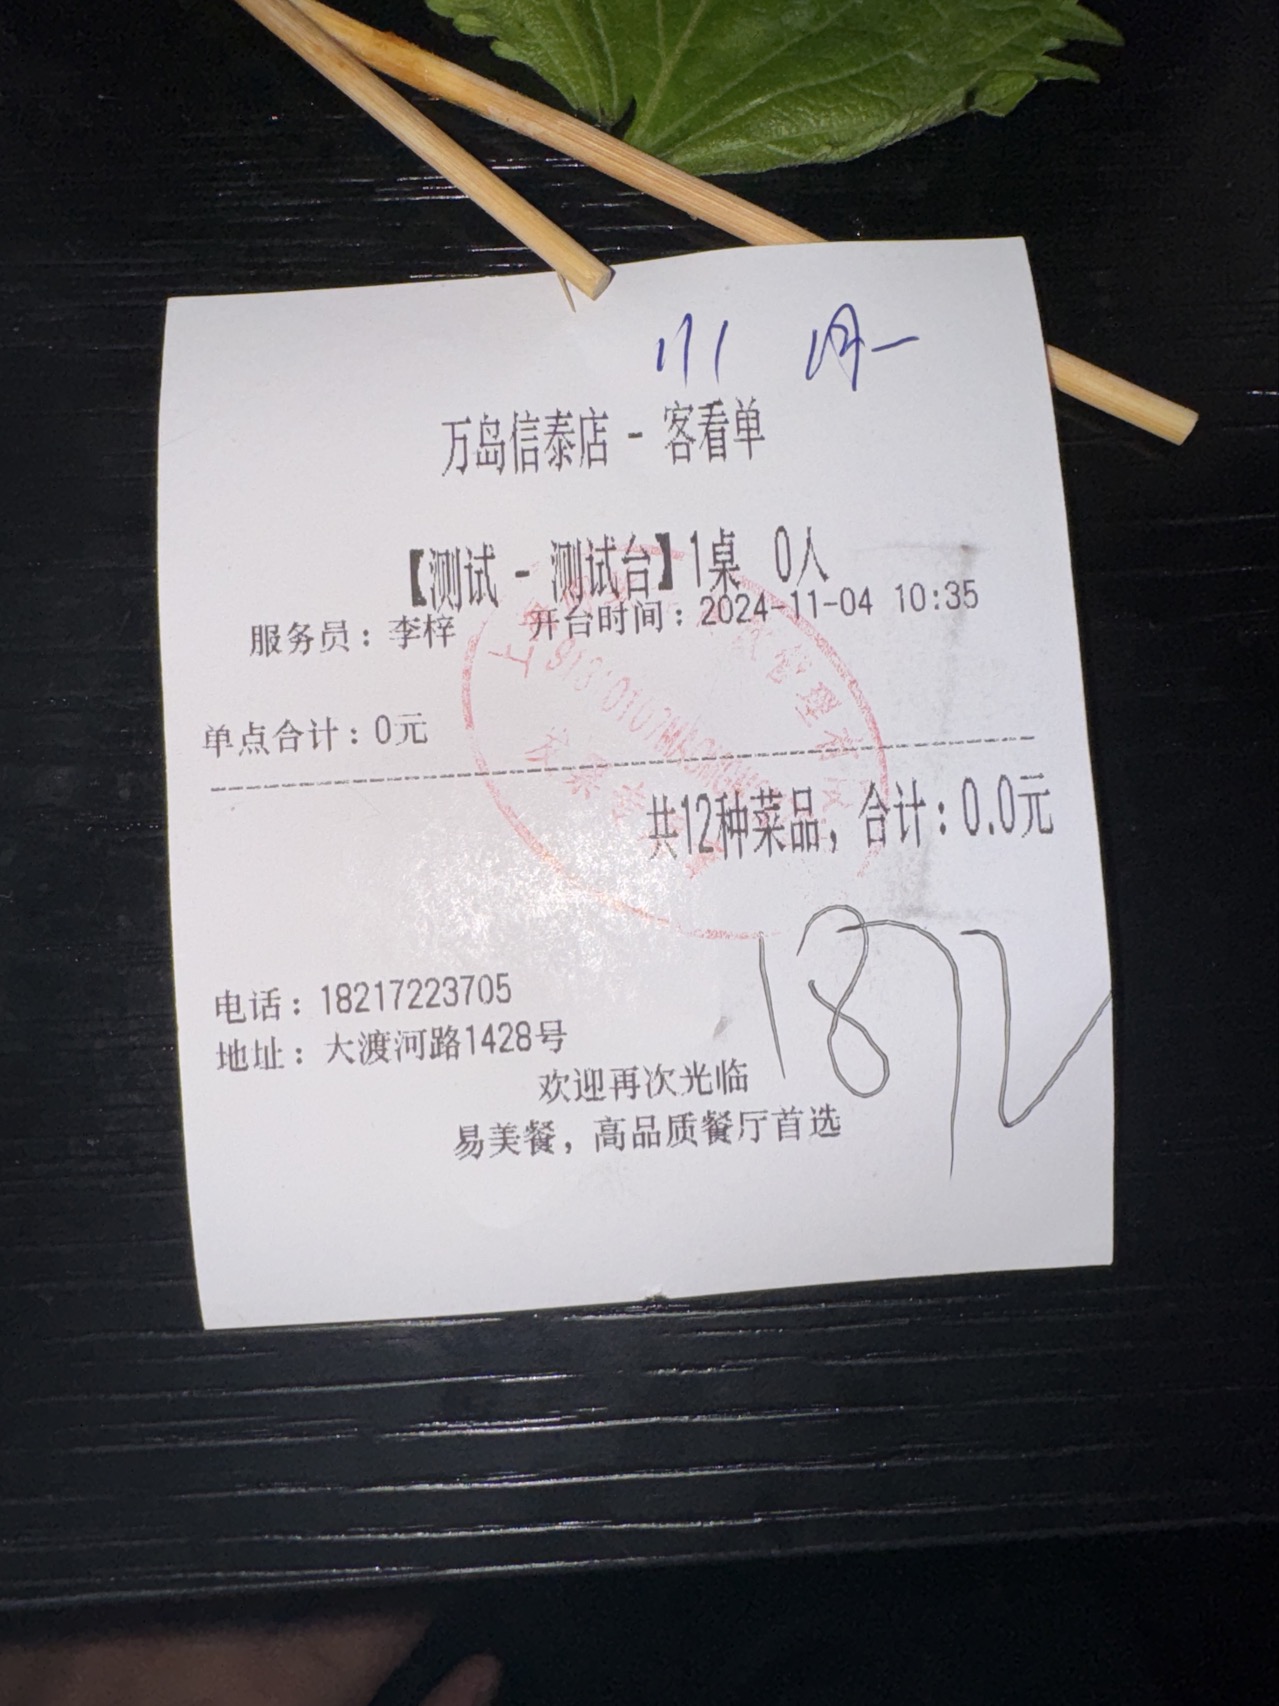 万岛信泰店 - 客看单
【测试 - 测试台】1桌 0人
服务员：李梓 开台时间：2024-11-04 10:35
单点合计：0元
共12种菜品，合计：0.0元
1872
电话：18217223705
地址：大渡河路1428号
欢迎再次光临
易美餐，高品质餐厅首选